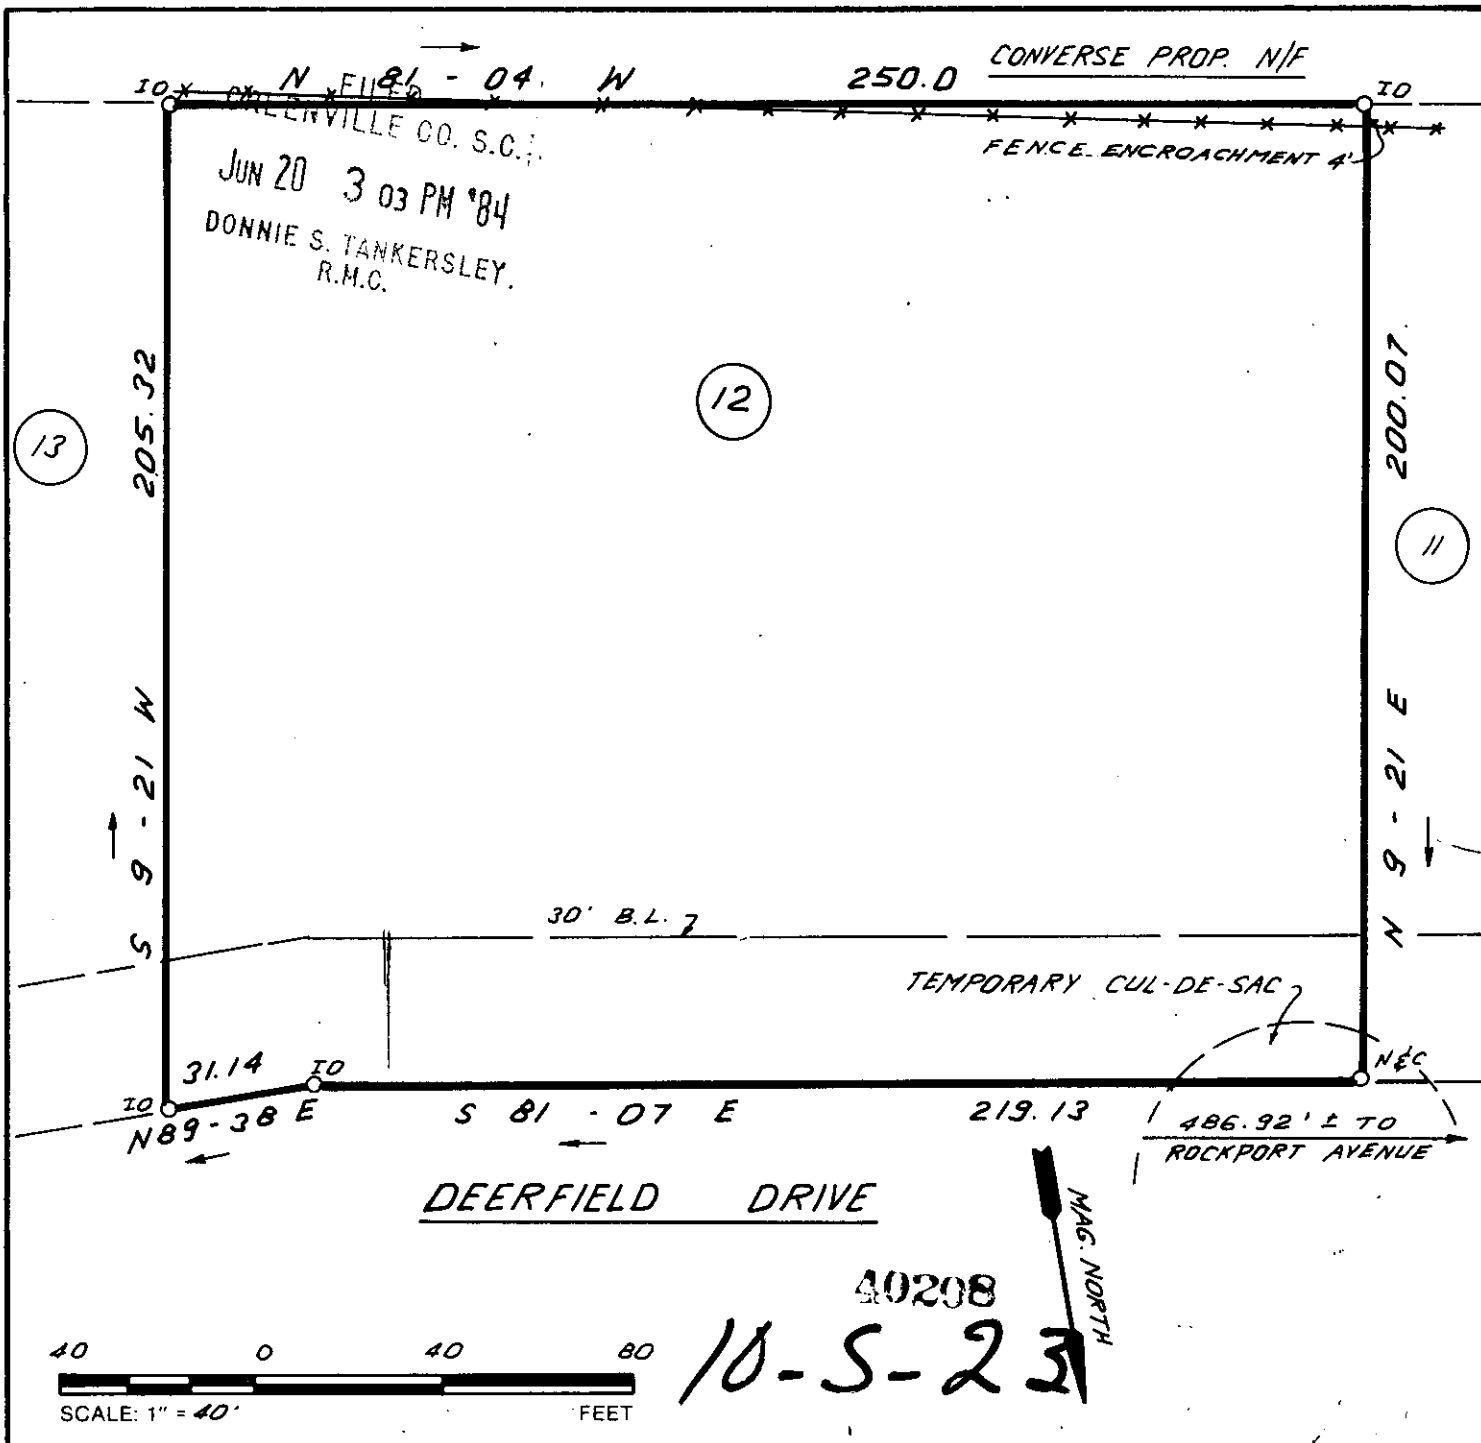 CONVERSE PROP. N/F
IO N 81 - 04. W 250.0 IO
FILED
GREENVILLE CO. S.C.
FENCE ENCROACHMENT 4'
JUN 20 3 03 PM '84
DONNIE S. TANKERSLEY.
R.M.C.
205.32
S 9 - 21 W
13
12
200.07
N 9 - 21 E
11
30' B.L.
TEMPORARY CUL-DE-SAC
31.14 IO
N&C
IO
N 89 - 38 E
S 81 - 07 E 219.13
486.92' ± TO
ROCKPORT AVENUE
DEERFIELD DRIVE
MAG. NORTH
40208
10-S-23
40 0 40 80
SCALE: 1" = 40' FEET